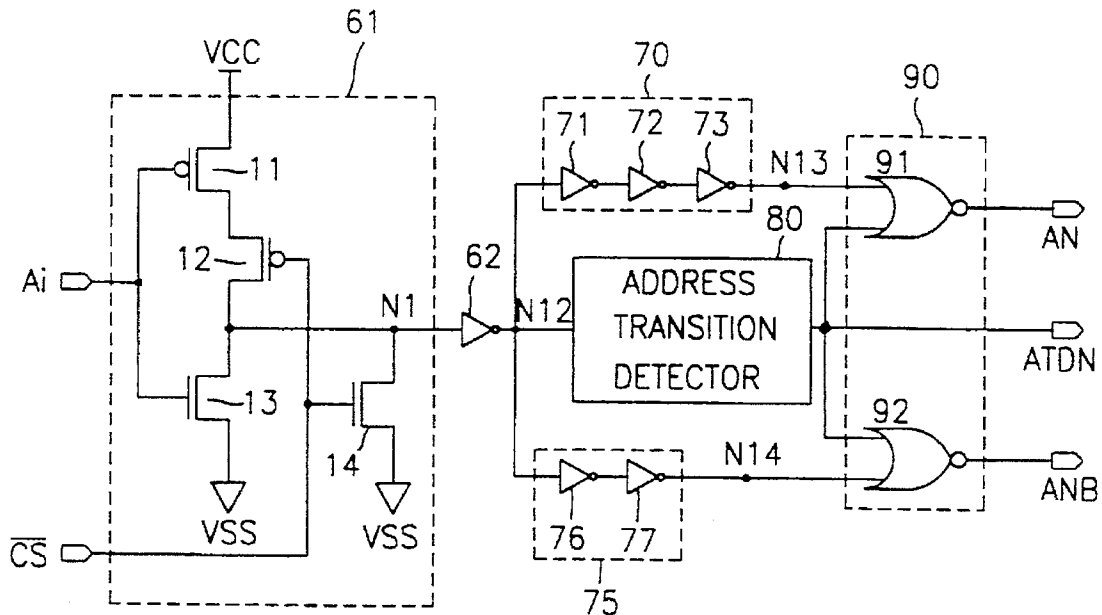 61
VCC
70
90
71
72
73
N13
91
11
AN
80
12
62
Ai
N1
N12
ADDRESS
TRANSITION
DETECTOR
ATDN
13
92
14
N14
ANB
VSS
VSS
76
77
CS
75